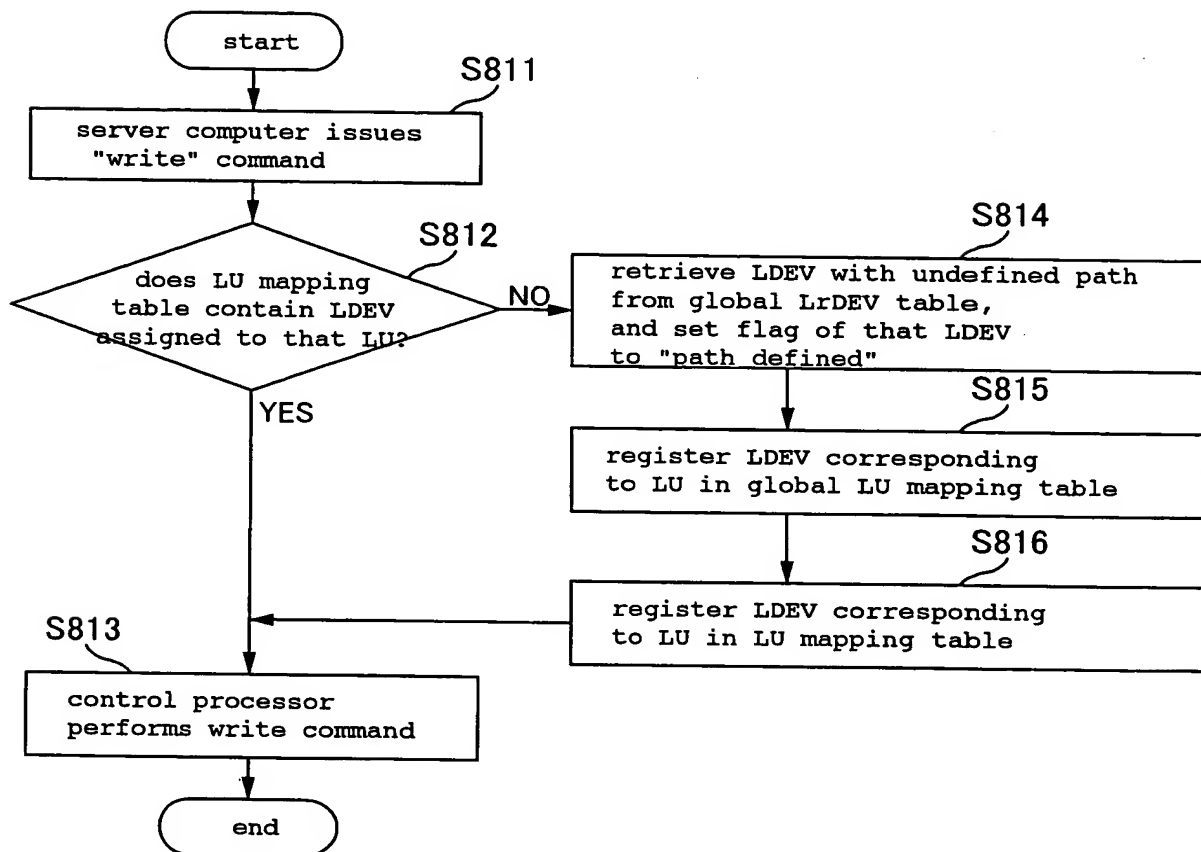 start
S811
server computer issues
"write" command
S812
does LU mapping
table contain LDEV
assigned to that LU?
NO
YES
S814
retrieve LDEV with undefined path
from global LrDEV table,
and set flag of that LDEV
to "path defined"
S815
register LDEV corresponding
to LU in global LU mapping table
S816
register LDEV corresponding
to LU in LU mapping table
S813
control processor
performs write command
end